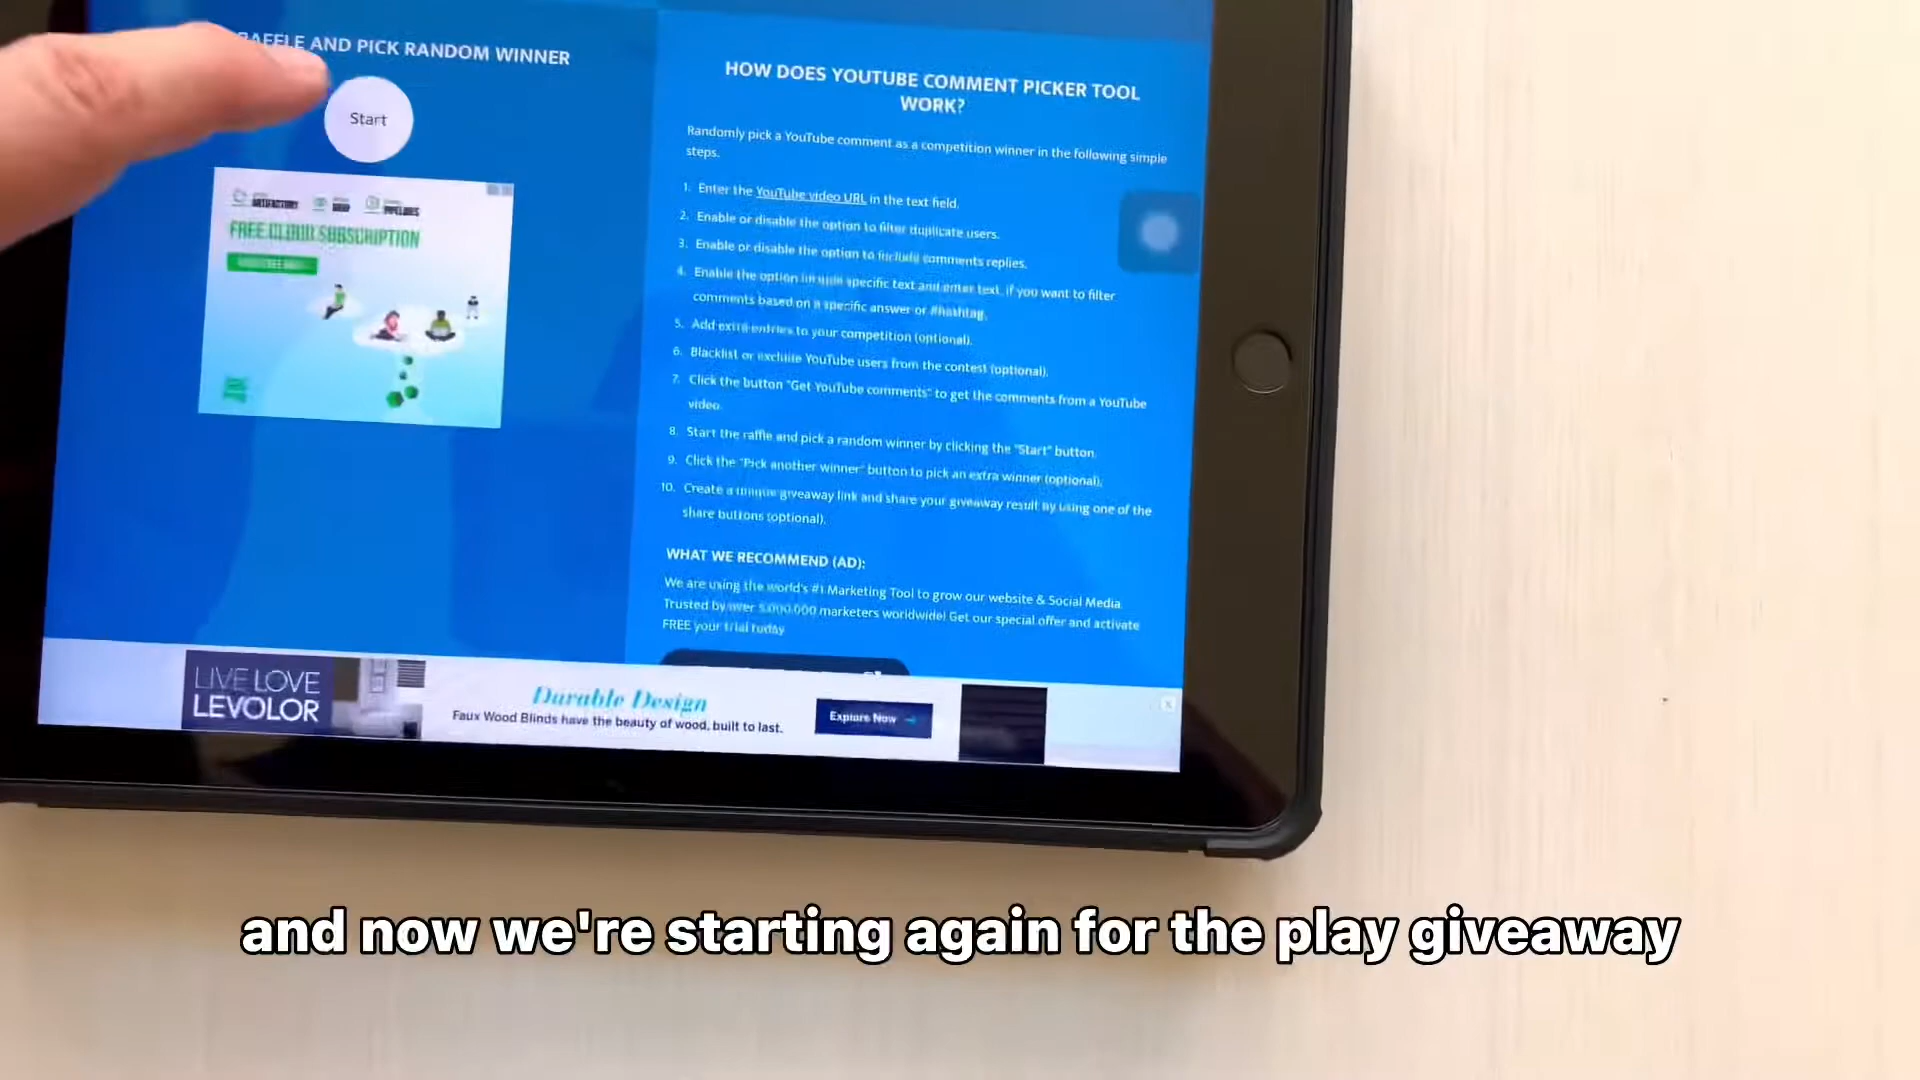 RAFFLE AND PICK RANDOM WINNER
Start
FREE CLOUD SUBSCRIPTION
HOW DOES YOUTUBE COMMENT PICKER TOOL
WORK?
Randomly pick a YouTube comment as a competition winner in the following simple
steps.
1. Enter the YouTube video URL in the text field.
2. Enable or disable the option to filter duplicate users.
3. Enable or disable the option to include comments replies.
4. Enable the option specific text and enter text, if you want to filter
comments based on a specific answer or #hashtag.
5. Add extra entries to your competition (optional).
6. Blacklist or exclude YouTube users from the contest (optional).
7. Click the button "Get YouTube comments" to get the comments from a YouTube
video.
8. Start the raffle and pick a random winner by clicking the "Start" button.
9. Click the "Pick another winner" button to pick an extra winner (optional).
10. Create a unique giveaway link and share your giveaway result by using one of the
share buttons (optional).
WHAT WE RECOMMEND (AD):
We are using the world's #1 Marketing Tool to grow our website & Social Media.
Trusted by over 5.000.000 marketers worldwide! Get our special offer and activate
FREE your trial today
LIVE LOVE
LEVOLOR
Durable Design
Faux Wood Blinds have the beauty of wood, built to last.
Explore Now →
and now we're starting again for the play giveaway